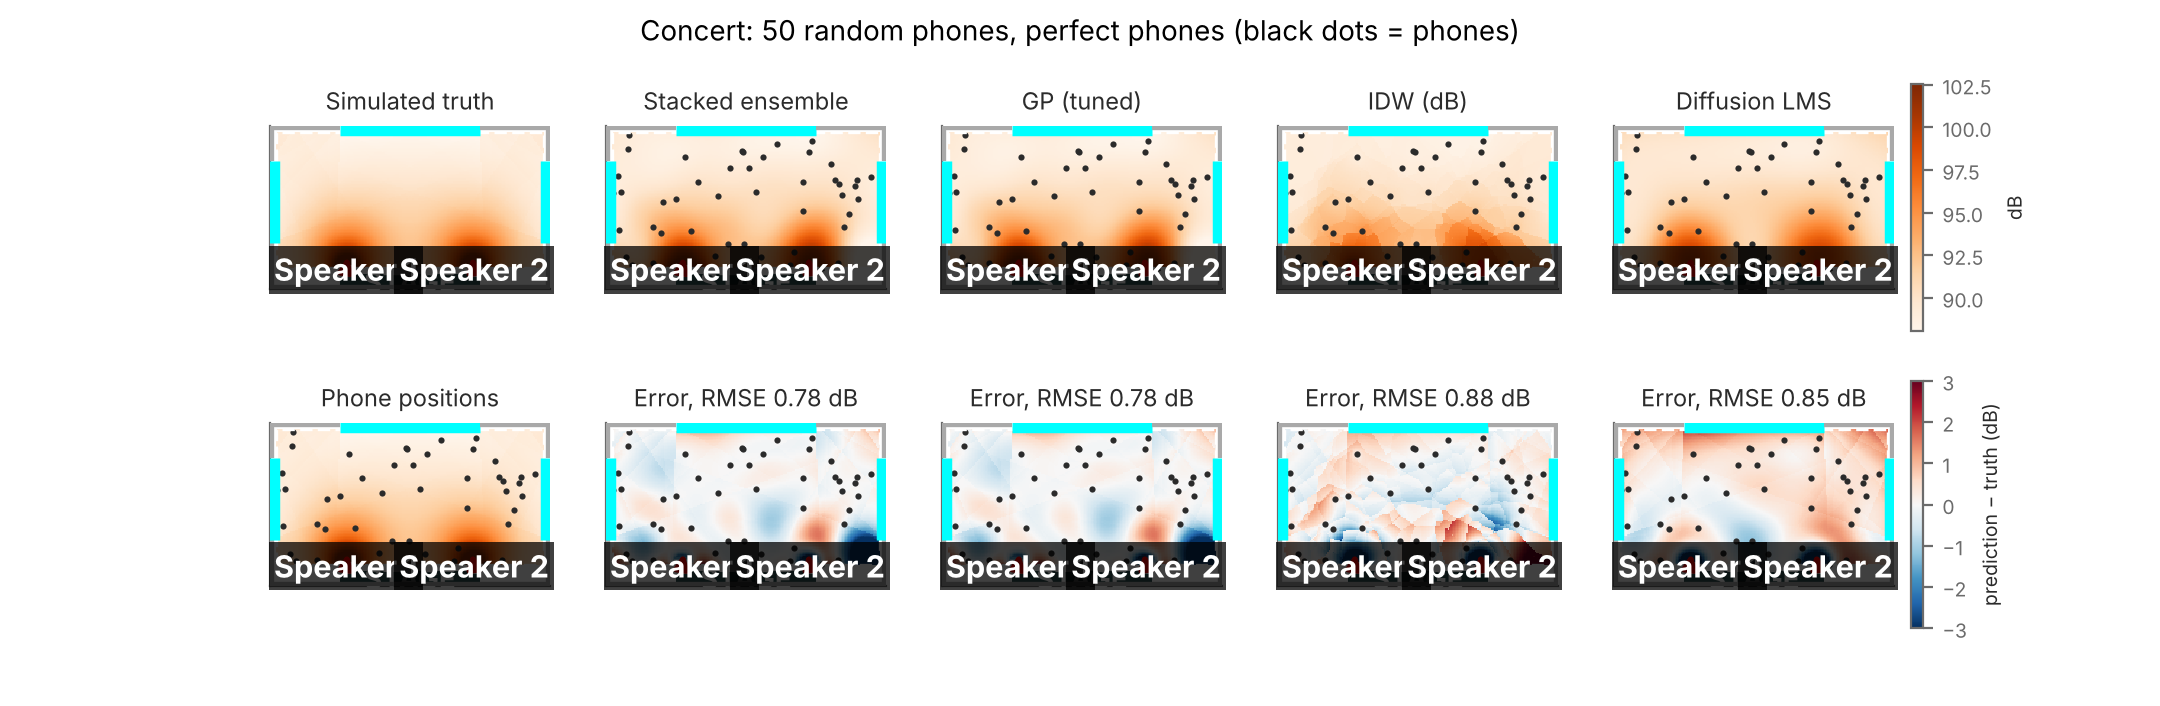 Concert: 50 random phones, perfect phones (black dots = phones)
Simulated truth
Stacked ensemble
GP (tuned)
IDW (dB)
Diffusion LMS
Speaker Speaker 2
Speaker Speaker 2
Speaker Speaker 2
Speaker Speaker 2
Speaker Speaker 2
102.5
100.0
97.5
95.0
92.5
90.0
dB
Phone positions
Error, RMSE 0.78 dB
Error, RMSE 0.78 dB
Error, RMSE 0.88 dB
Error, RMSE 0.85 dB
Speaker Speaker 2
Speaker Speaker 2
Speaker Speaker 2
Speaker Speaker 2
Speaker Speaker 2
3
2
1
0
−1
−2
−3
prediction − truth (dB)